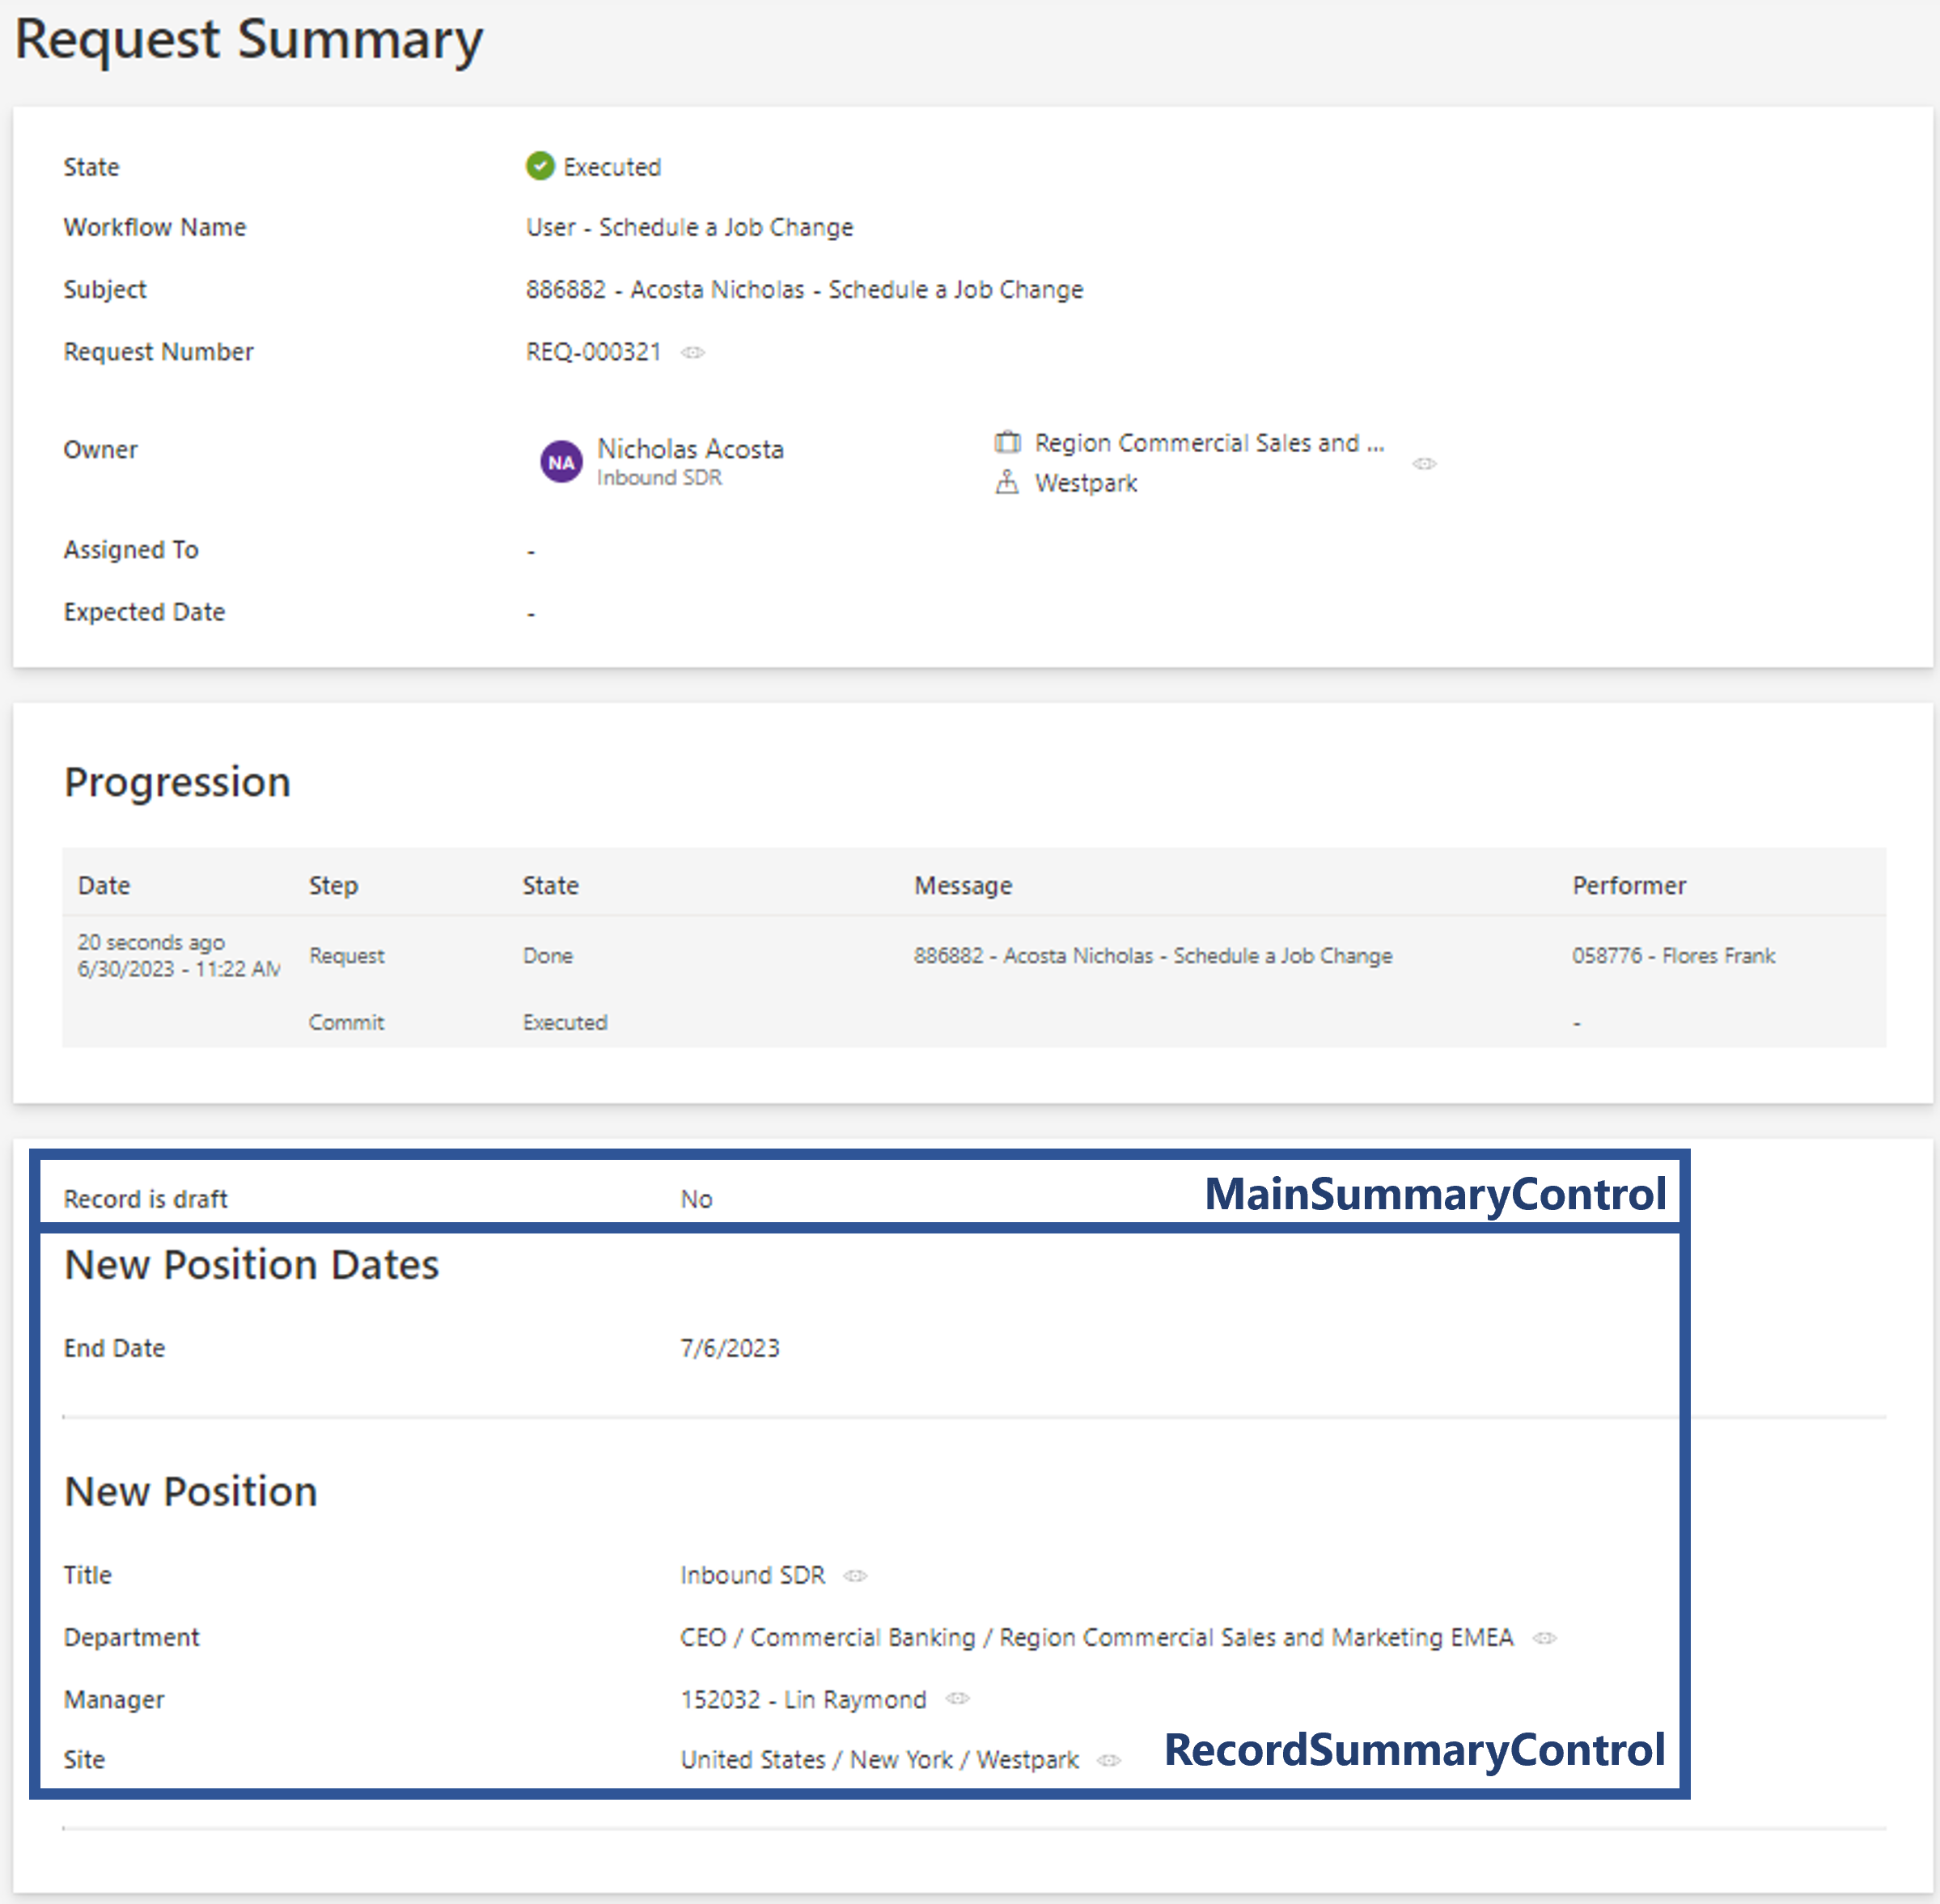 Request Summary
State Executed
Workflow Name User - Schedule a Job Change
Subject 886882 - Acosta Nicholas - Schedule a Job Change
Request Number REQ-000321
Owner NA Nicholas Acosta Region Commercial Sales and ...
Inbound SDR Westpark
Assigned To -
Expected Date -
Progression
Date Step State Message Performer
20 seconds ago
6/30/2023 - 11:22 AM Request Done 886882 - Acosta Nicholas - Schedule a Job Change 058776 - Flores Frank
Commit Executed -
Record is draft No MainSummaryControl
New Position Dates
End Date 7/6/2023
New Position
Title Inbound SDR
Department CEO / Commercial Banking / Region Commercial Sales and Marketing EMEA
Manager 152032 - Lin Raymond
Site United States / New York / Westpark RecordSummaryControl